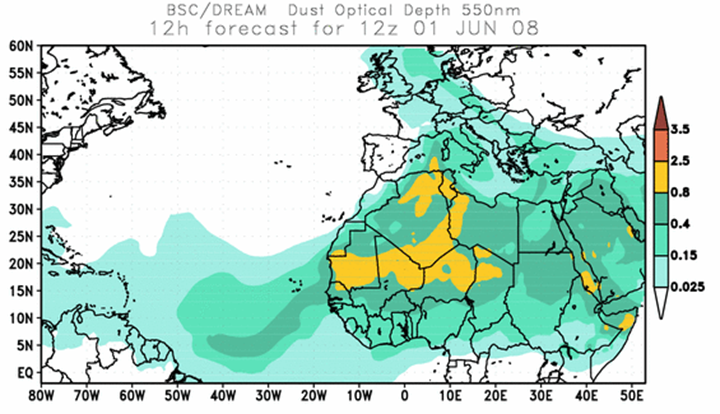 BSC/DREAM Dust Optical Depth 550nm
12h forecast for 12z 01 JUN 08
60N
55N
50N
45N
40N
35N
30N
25N
20N
15N
10N
5N
EQ
80W 70W 60W 50W 40W 30W 20W 10W 0 10E 20E 30E 40E 50E
3.5
2.5
0.8
0.4
0.15
0.025